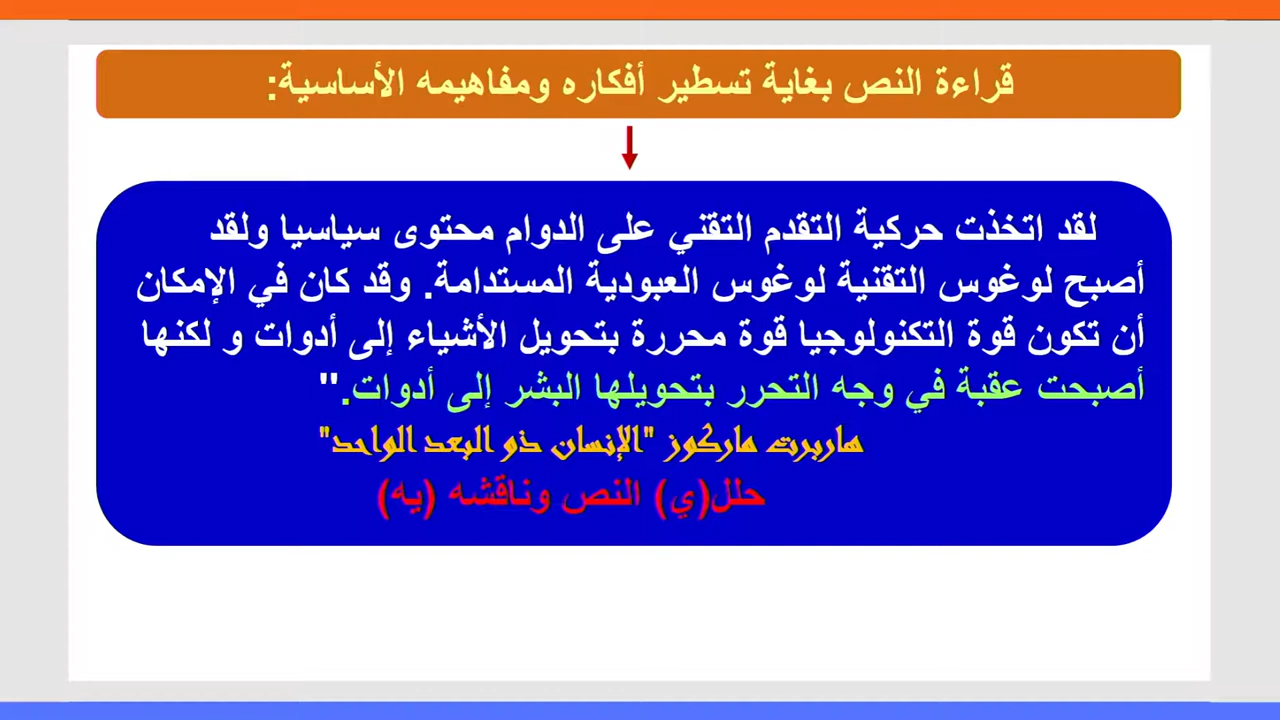 قراءة النص بغاية تسطير أفكاره ومفاهيمه الأساسية:
لقد اتخذت حركية التقدم التقني على الدوام محتوى سياسيا ولقد
أصبح لوغوس التقنية لوغوس العبودية المستدامة. وقد كان في الإمكان
أن تكون قوة التكنولوجيا قوة محررة بتحويل الأشياء إلى أدوات و لكنها
أصبحت عقبة في وجه التحرر بتحويلها البشر إلى أدوات."
هاربرت ماركوز "الإنسان ذو البعد الواحد"
حلل(ي) النص وناقشه (يه)